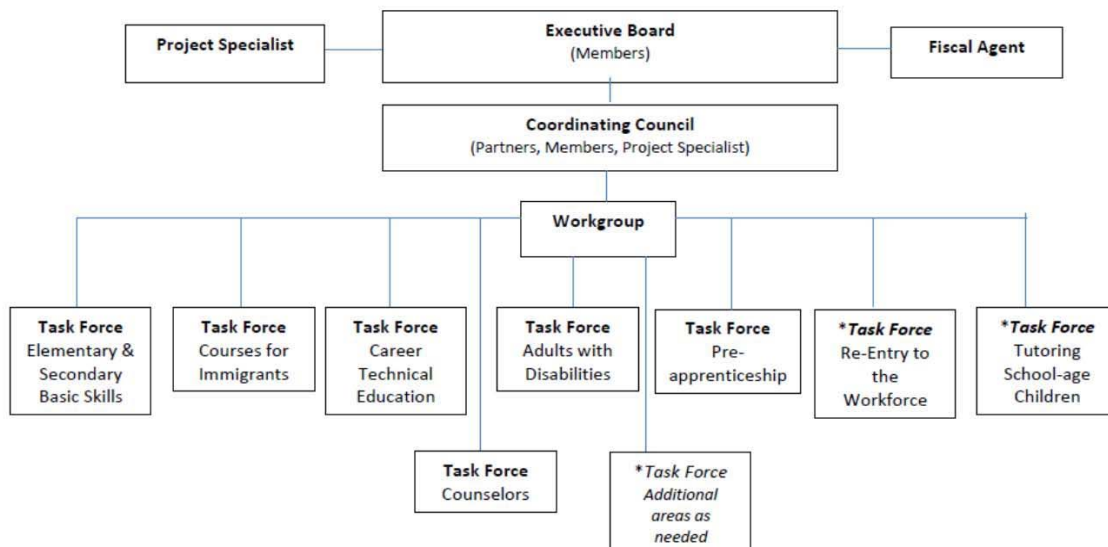 Project Specialist
Executive Board
(Members)
Fiscal Agent
Coordinating Council
(Partners, Members, Project Specialist)
Workgroup
Task Force
Elementary &
Secondary
Basic Skills
Task Force
Courses for
Immigrants
Task Force
Career
Technical
Education
Task Force
Adults with
Disabilities
Task Force
Pre-
apprenticeship
*Task Force
Re-Entry to
the
Workforce
*Task Force
Tutoring
School-age
Children
Task Force
Counselors
*Task Force
Additional
areas as
needed